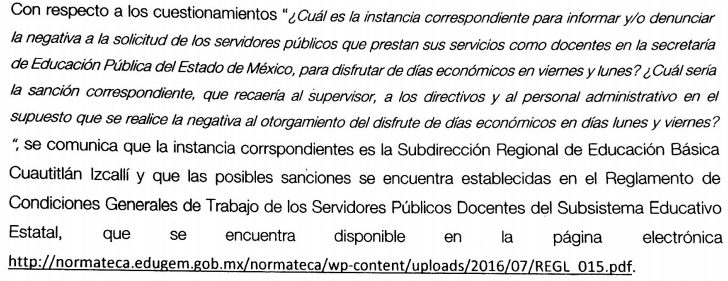 Con respecto a los cuestionamientos "¿Cuál es la instancia correspondiente para informar y/o denunciar
la negativa a la solicitud de los servidores públicos que prestan sus servicios como docentes en la secretaría
de Educación Pública del Estado de México, para disfrutar de días económicos en viernes y lunes? ¿Cuál sería
la sanción correspondiente, que recaería al supervisor, a los directivos y al personal administrativo en el
supuesto que se realice la negativa al otorgamiento del disfrute de días económicos en días lunes y viernes?
", se comunica que la instancia corrspondientes es la Subdirección Regional de Educación Básica
Cuautitlán Izcallí y que las posibles sanciones se encuentra establecidas en el Reglamento de
Condiciones Generales de Trabajo de los Servidores Públicos Docentes del Subsistema Educativo
Estatal, que se encuentra disponible en la página electrónica
http://normateca.edugem.gob.mx/normateca/wp-content/uploads/2016/07/REGL_015.pdf.